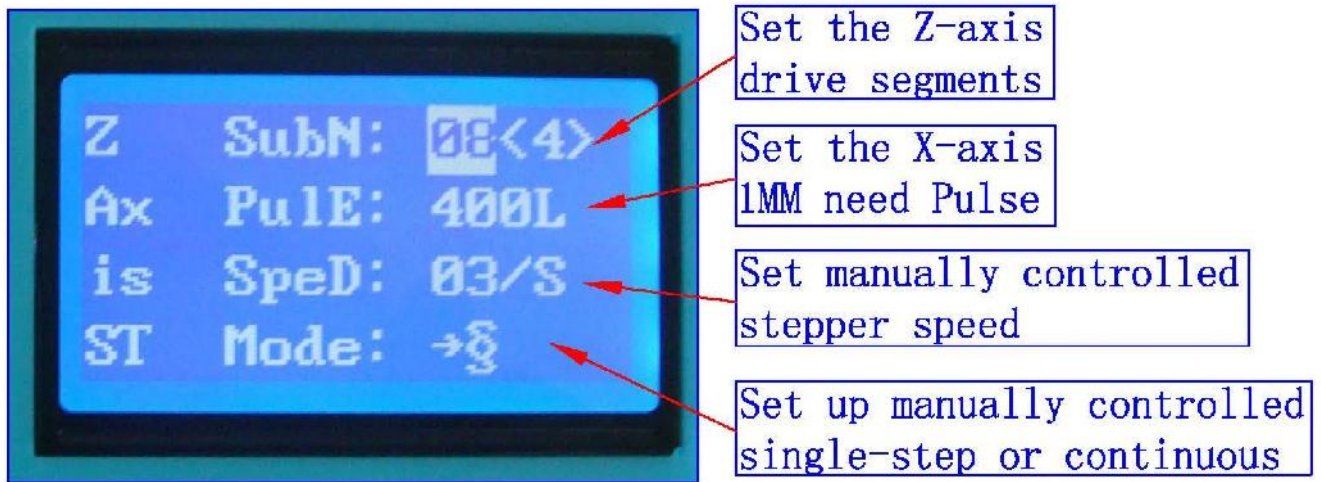 Z SubN: 08<4>
Ax PulE: 400L
is SpeD: 03/S
ST Mode: →§
Set the Z-axis
drive segments
Set the X-axis
1MM need Pulse
Set manually controlled
stepper speed
Set up manually controlled
single-step or continuous